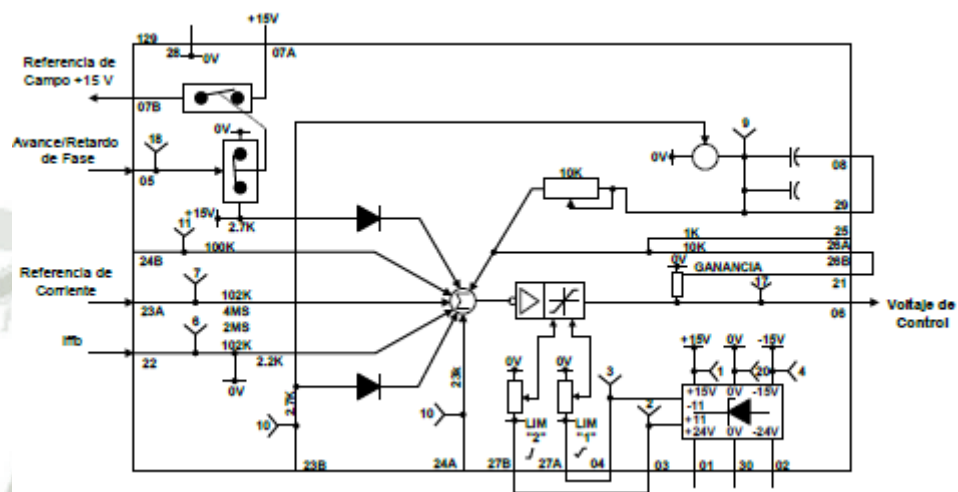 129
28
0V
+15V
07A
Referencia de
Campo +15 V
07B
Avance/Retardo
de Fase
18
05
0V
9
0V
08
10K
29
+15V
2.7K
11
100K
24B
1K
10K
25
26A
26B
0V
GANANCIA
17
21
Referencia de
Corriente
7
102K
4MS
23A
Voltaje de
Control
06
Iffb
6
2MS
102K
2.2K
22
0V
23k
+15V
0V
-15V
1
20
4
0V
0V
3
2
+15V
0V
-15V
-11
+11
+24V
0V
-24V
2.7K
10
10
LIM
"2"
LIM
"1"
23B
24A
27B
27A
04
03
01
30
02